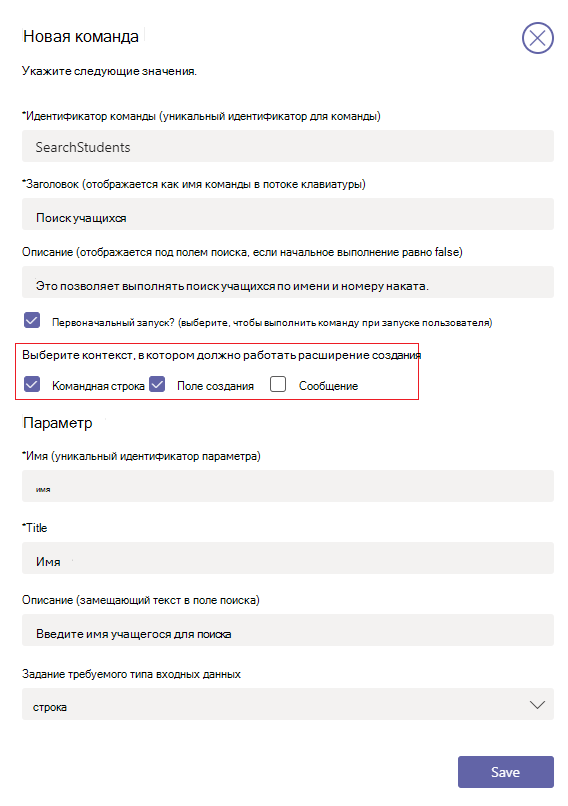 Новая команда
Укажите следующие значения.
*Идентификатор команды (уникальный идентификатор для команды)
SearchStudents
*Заголовок (отображается как имя команды в потоке клавиатуры)
Поиск учащихся
Описание (отображается под полем поиска, если начальное выполнение равно false)
Это позволяет выполнять поиск учащихся по имени и номеру наката.
Первоначальный запуск? (выберите, чтобы выполнить команду при запуске пользователя)
Выберите контекст, в котором должно работать расширение создания
Командная строка Поле создания Сообщение
Параметр
*Имя (уникальный идентификатор параметра)
имя
*Title
Имя
Описание (замещающий текст в поле поиска)
Введите имя учащегося для поиска
Задание требуемого типа входных данных
строка
Save